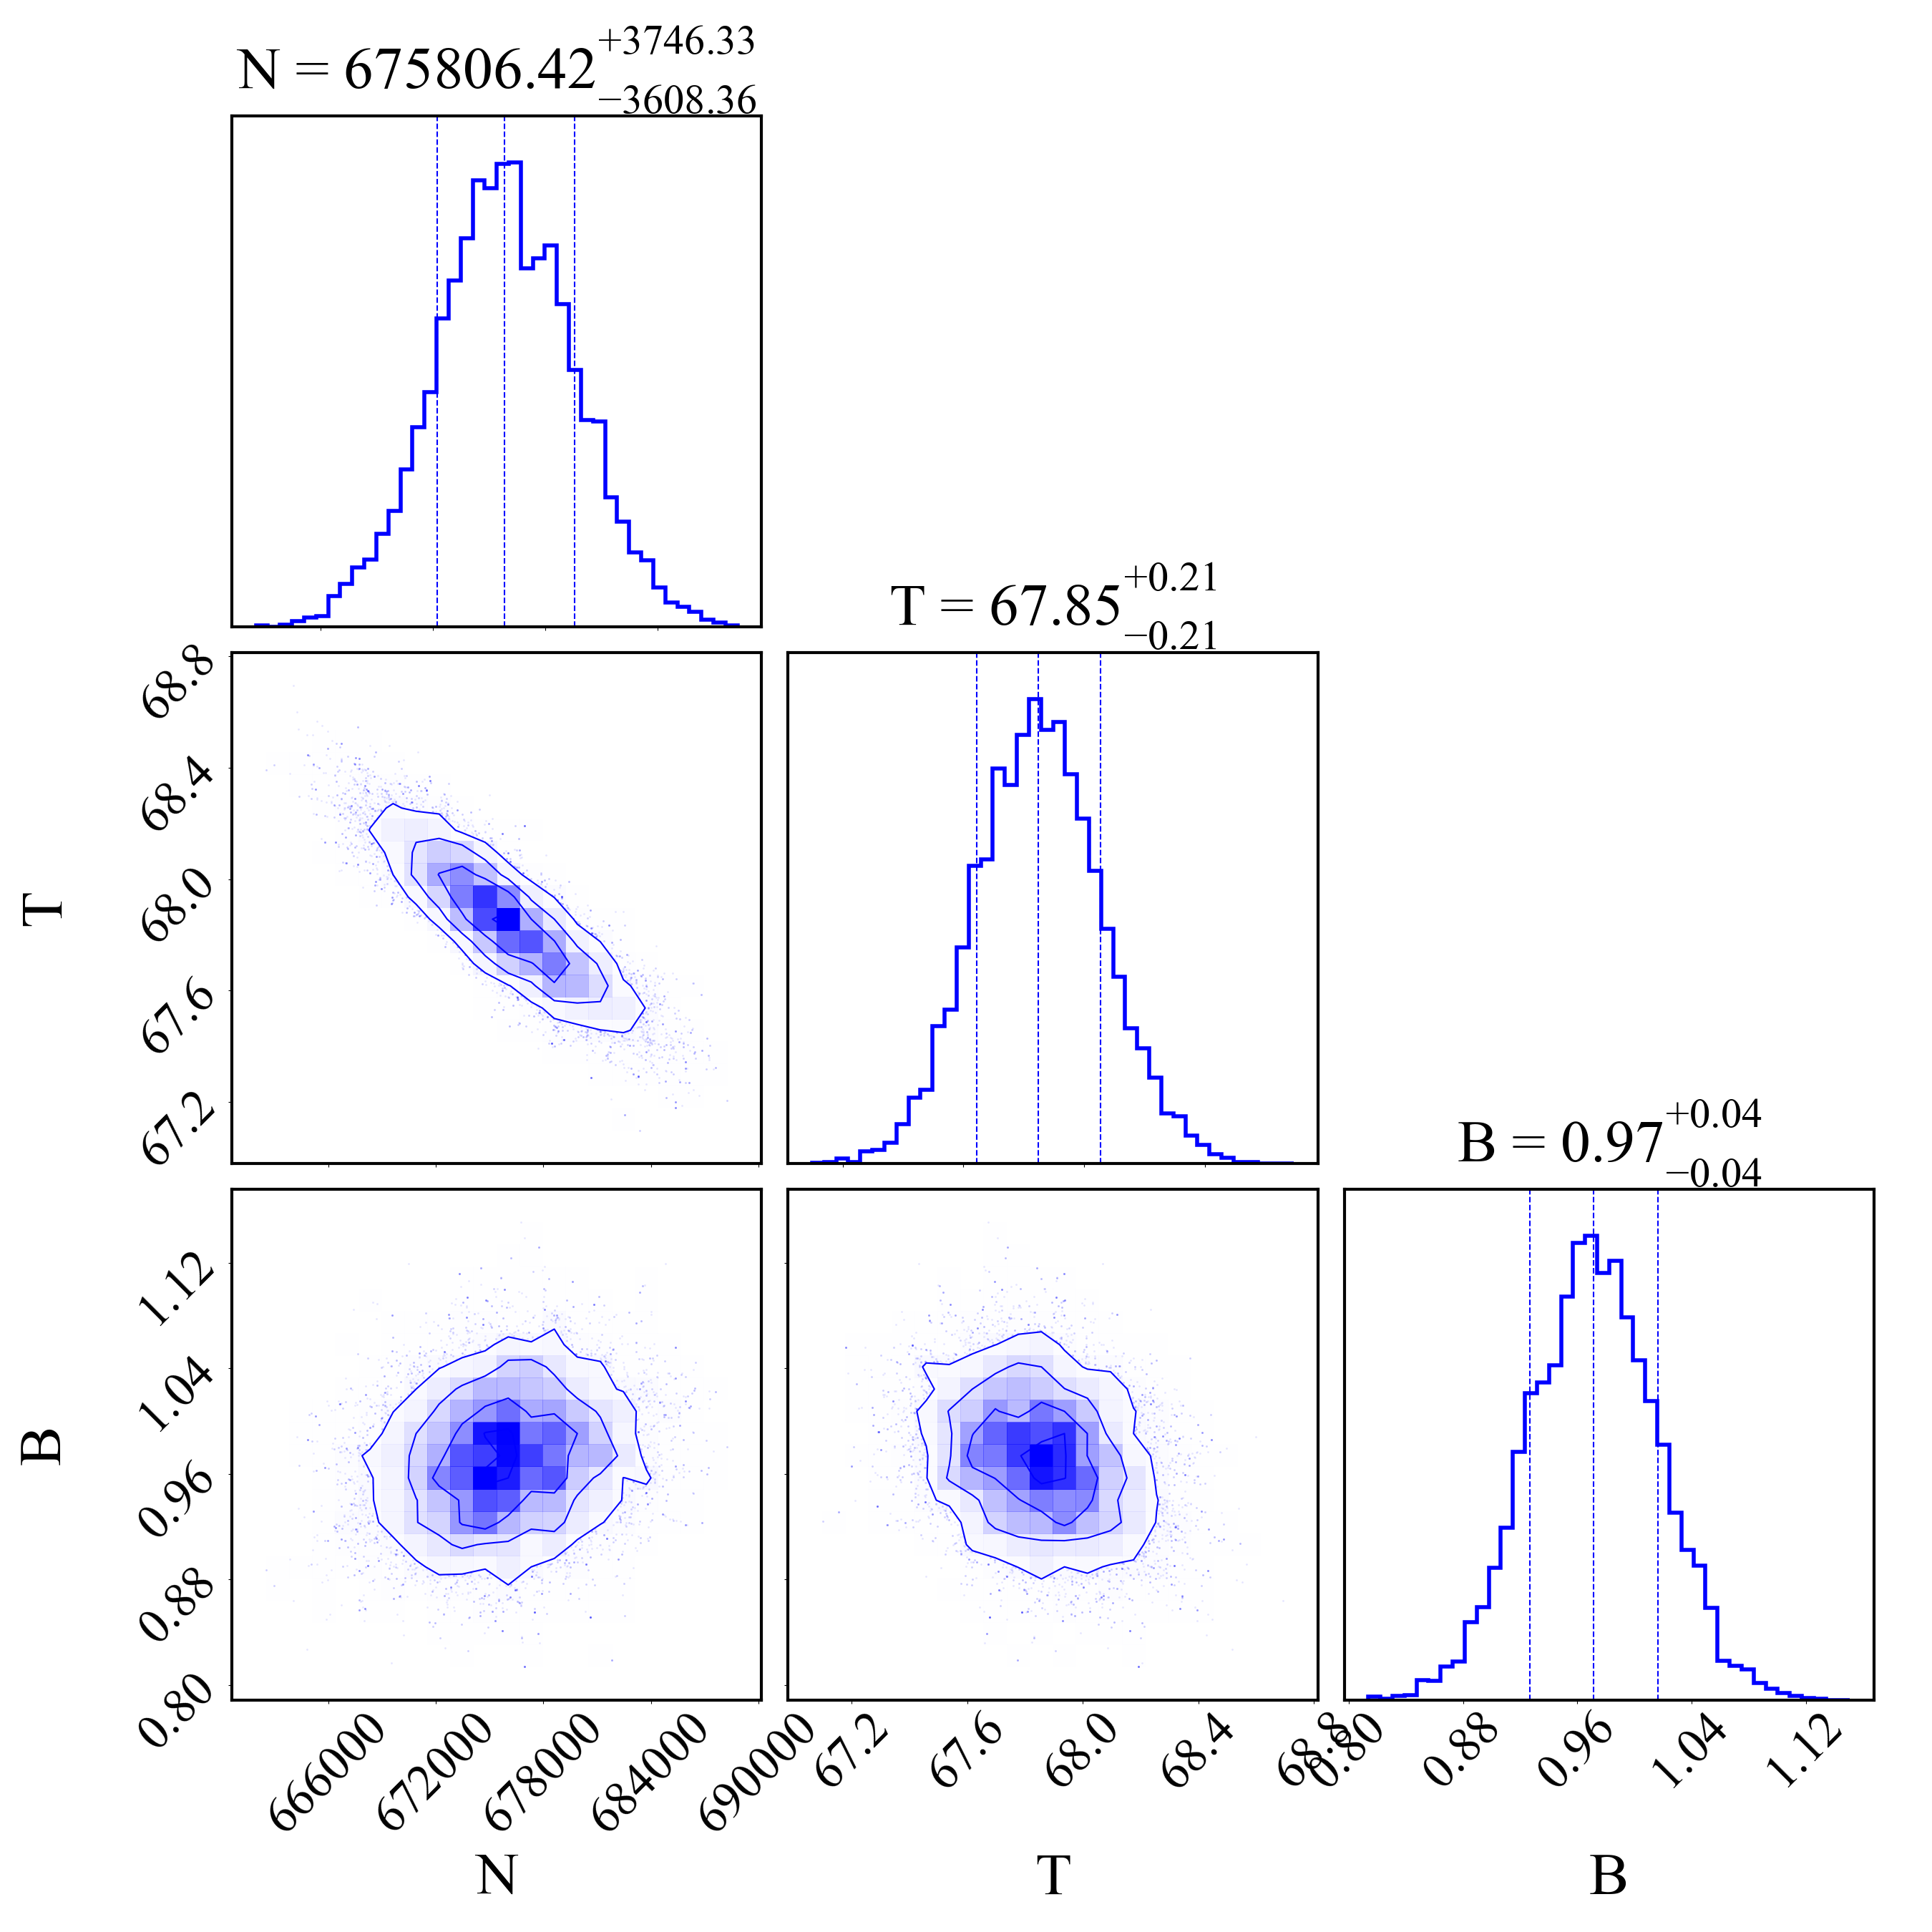 N = 675806.42 +3746.33 −3608.36
T = 67.85 +0.21 −0.21
68.8
68.4
68.0
67.6
67.2
T
B = 0.97 +0.04 −0.04
1.12
1.04
0.96
0.88
0.80
B
666000 672000 678000 684000 690000
67.2 67.6 68.0 68.4 68.8
0.80 0.88 0.96 1.04 1.12
N T B